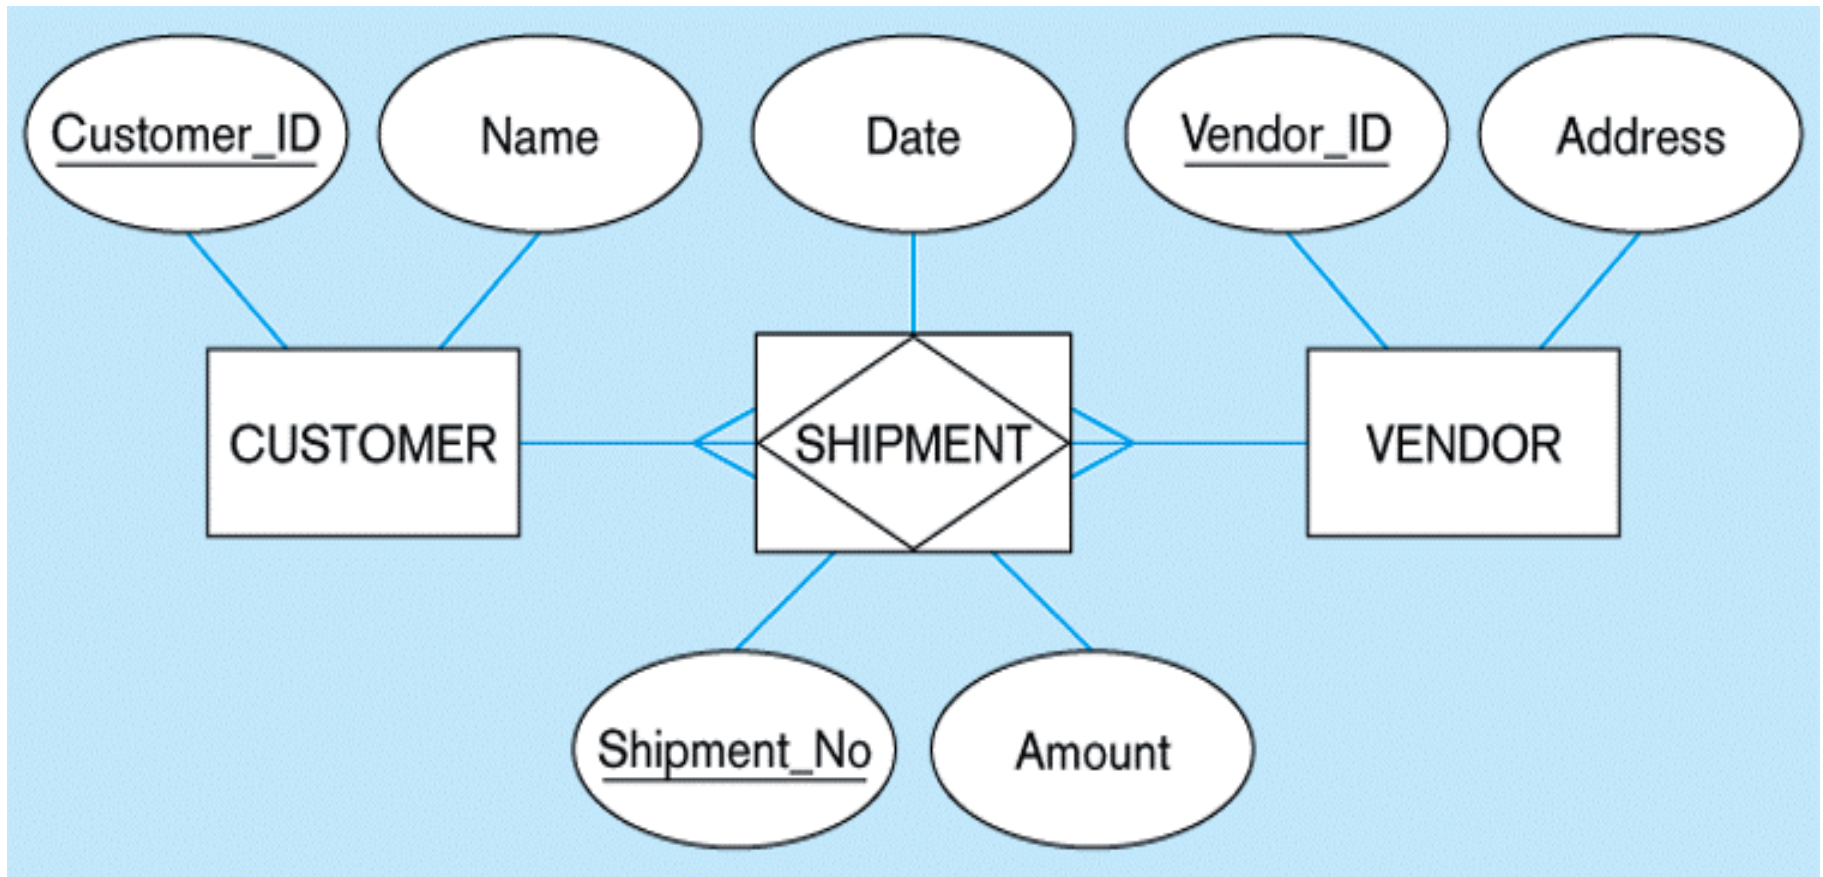 Customer_ID
Name
Date
Vendor_ID
Address
CUSTOMER
SHIPMENT
VENDOR
Shipment_No
Amount